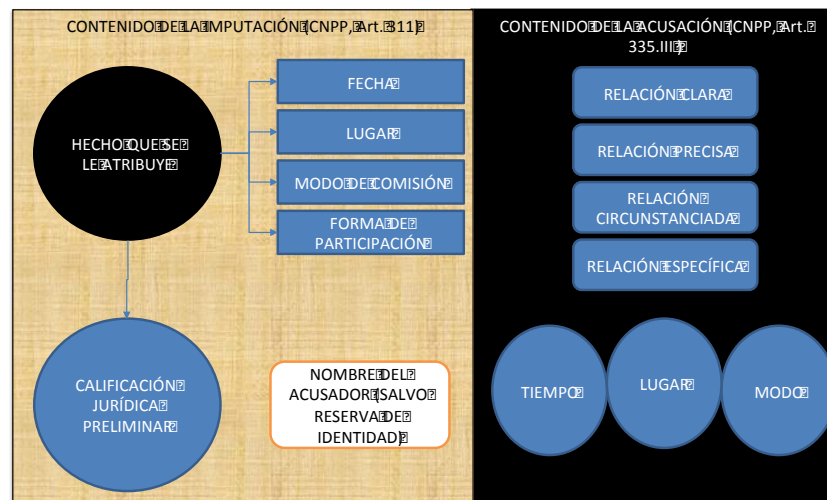 CONTENIDO DE LA IMPUTACIÓN (CNPP, Art. 311)
HECHO QUE SE
LE ATRIBUYE
FECHA
LUGAR
MODO DE COMISIÓN
FORMA DE
PARTICIPACIÓN
CALIFICACIÓN
JURÍDICA
PRELIMINAR
NOMBRE DEL
ACUSADOR (SALVO
RESERVA DE
IDENTIDAD)
CONTENIDO DE LA ACUSACIÓN (CNPP, Art.
335.III)
RELACIÓN CLARA
RELACIÓN PRECISA
RELACIÓN
CIRCUNSTANCIADA
RELACIÓN ESPECÍFICA
TIEMPO
LUGAR
MODO